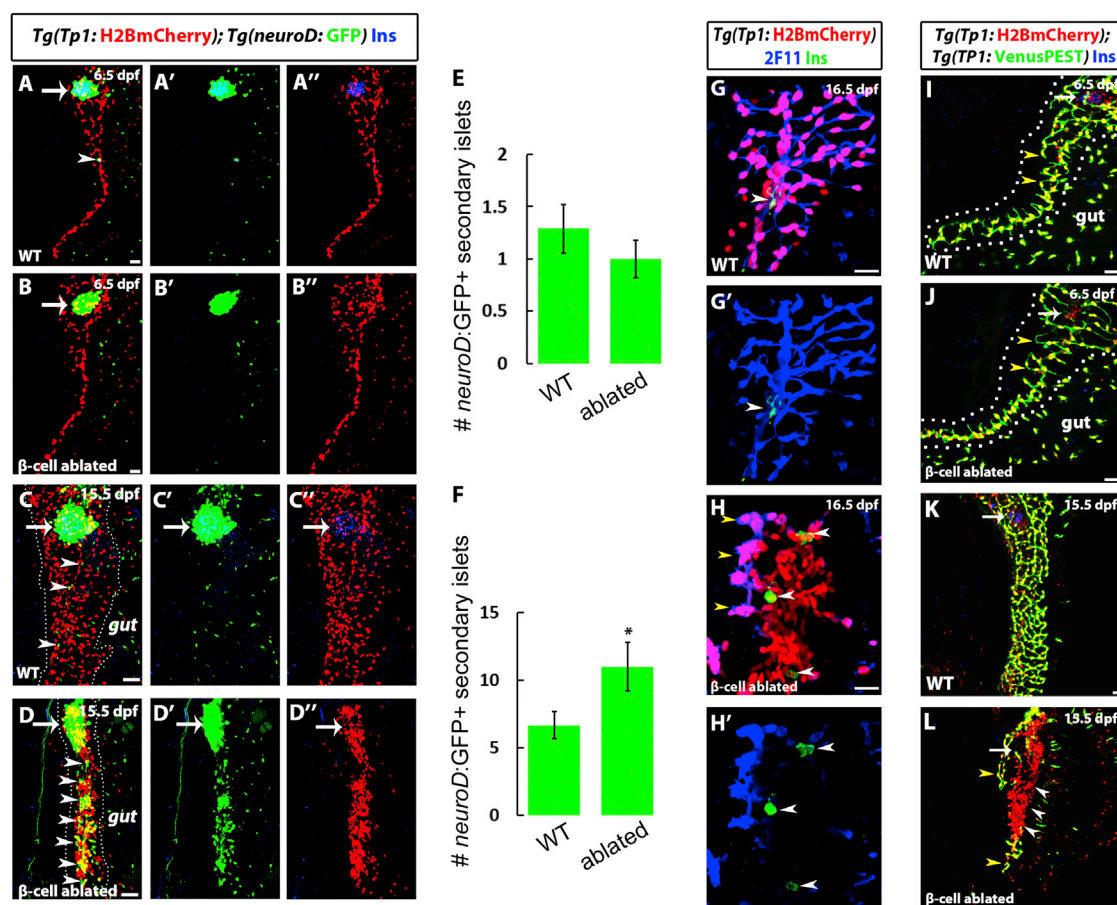 Tg(Tp1: H2BmCherry); Tg(neuroD: GFP) Ins
A
6.5 dpf
WT
A'
A''
B
6.5 dpf
β-cell ablated
B'
B''
C
15.5 dpf
gut
WT
C'
C''
D
15.5 dpf
gut
β-cell ablated
D'
D''
E
# neuroD:GFP+ secondary islets
2
1.5
1
0.5
0
WT
ablated
F
# neuroD:GFP+ secondary islets
15
10
5
0
*
WT
ablated
Tg(Tp1: H2BmCherry)
2F11 Ins
G
16.5 dpf
WT
G'
H
16.5 dpf
β-cell ablated
H'
Tg(Tp1: H2BmCherry);
Tg(TP1: VenusPEST) Ins
I
6.5 dpf
gut
WT
J
6.5 dpf
gut
β-cell ablated
K
15.5 dpf
WT
L
15.5 dpf
β-cell ablated